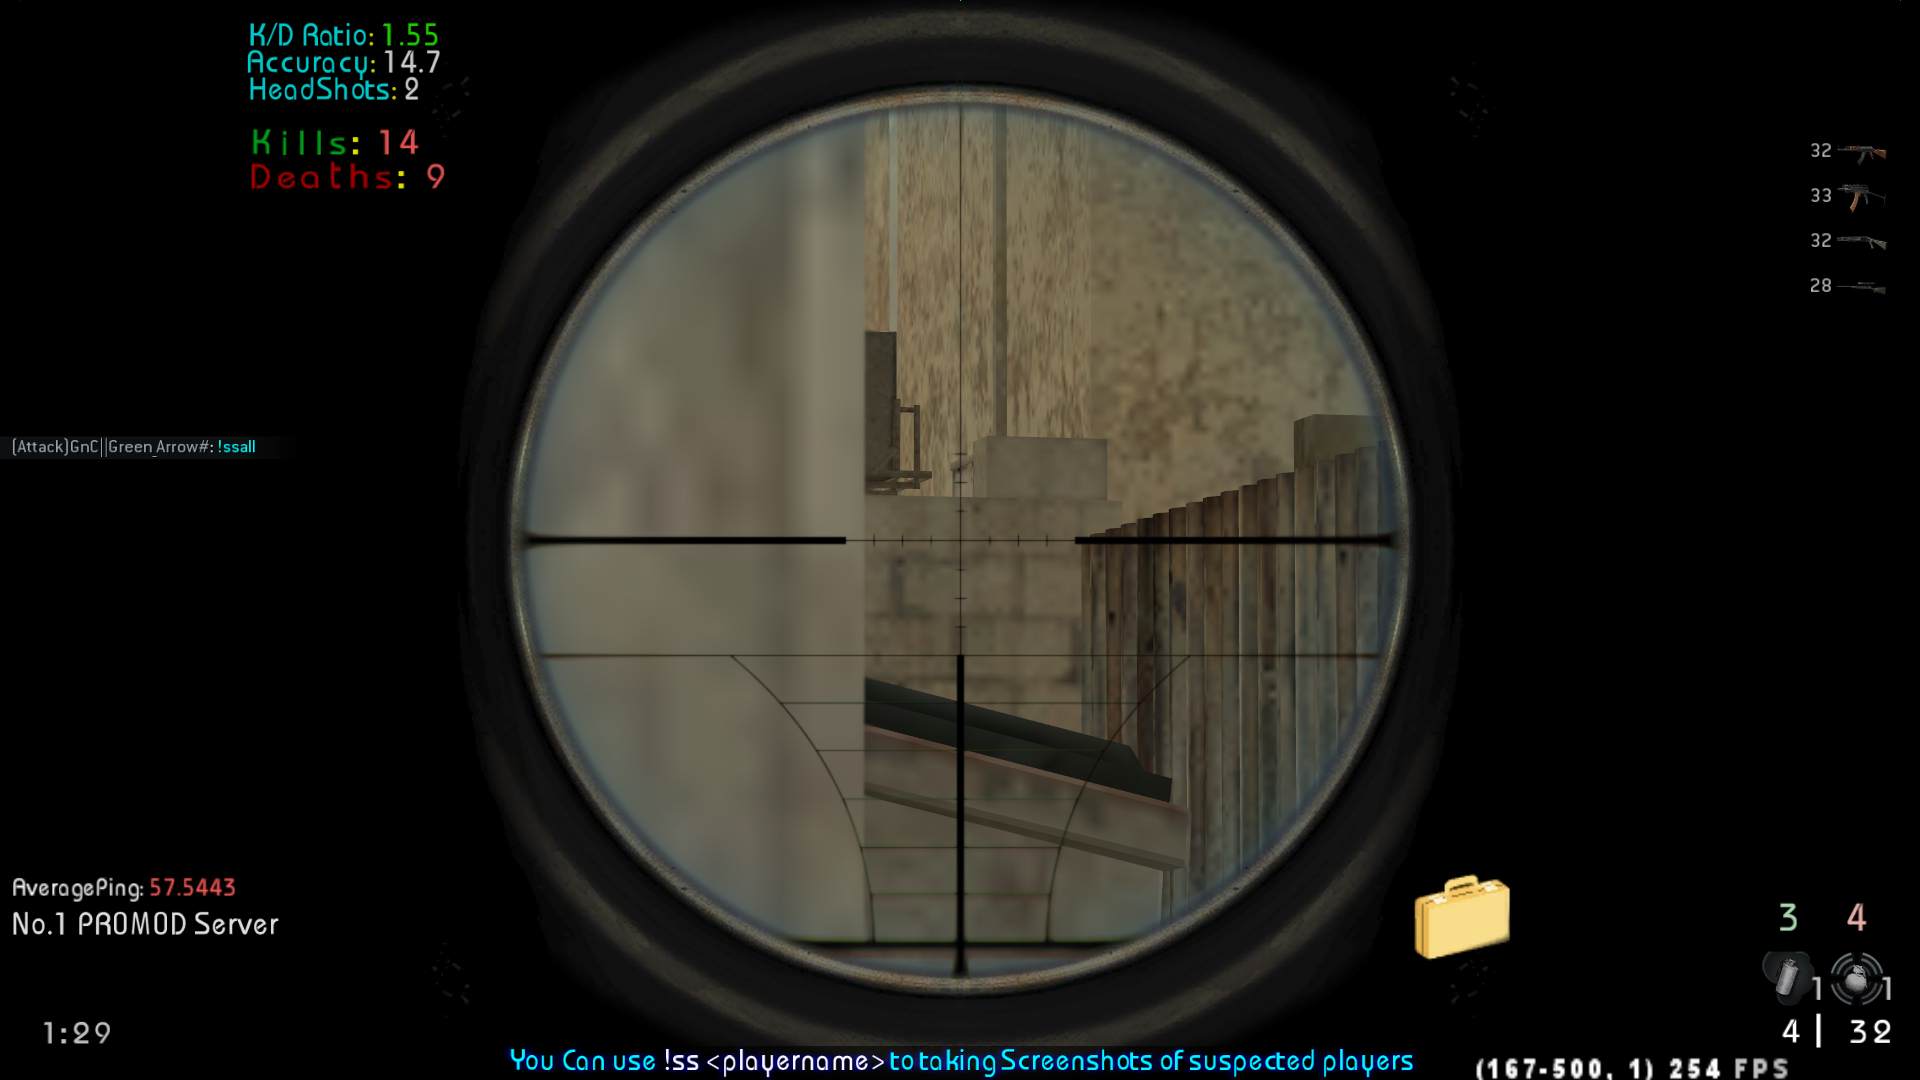 K/D Ratio: 1.55
Accuracy: 14.7
HeadShots: 2
Kills: 14
Deaths: 9
32
33
32
28
(Attack)GnC||Green_Arrow#: !ssall
AveragePing: 57.5443
No.1 PROMOD Server
3 4
1 1
1:29
4 | 32
You Can use !ss <playername> to taking Screenshots of suspected players
(167-500, 1) 254 FPS